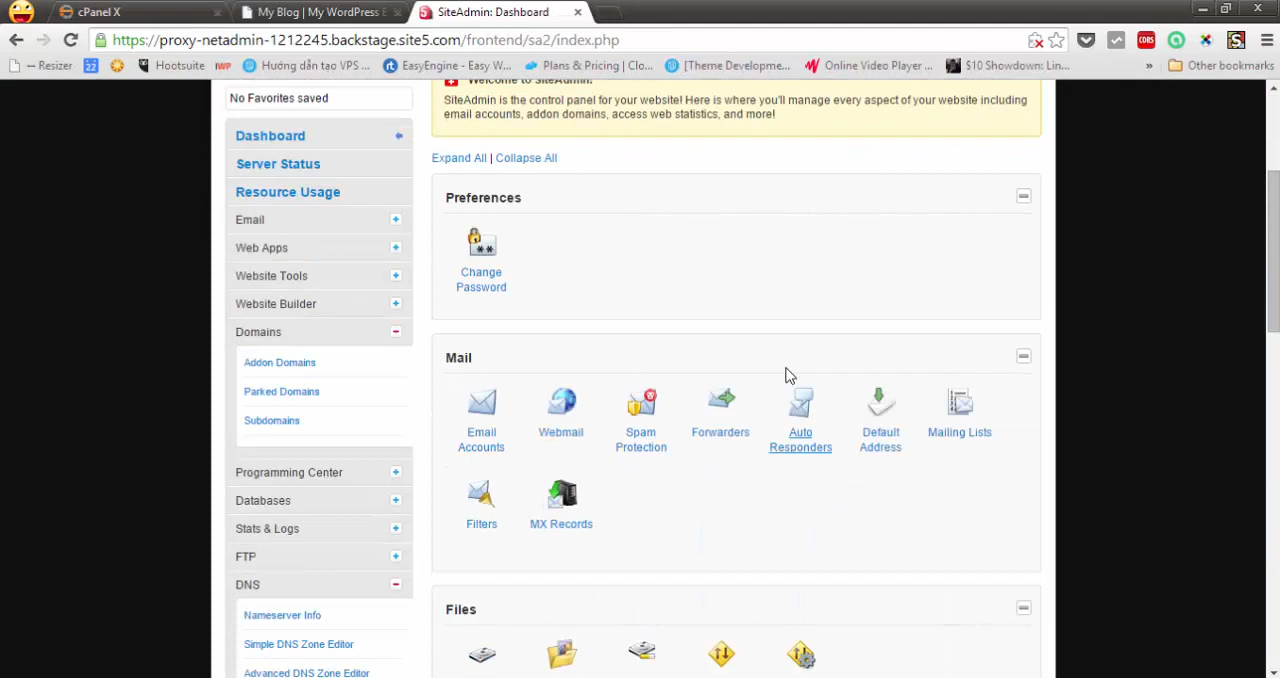 cPanel X
My Blog | My WordPress B
SiteAdmin: Dashboard
https://proxy-netadmin-1212245.backstage.site5.com/frontend/sa2/index.php
-- Resizer
22
Hootsuite
IWP
Hướng dẫn tạo VPS ...
EasyEngine - Easy W...
Plans & Pricing | Clo...
[Theme Developme...
Online Video Player ...
$10 Showdown: Lin...
»
Other bookmarks
CORS
No Favorites saved
Welcome to SiteAdmin!
SiteAdmin is the control panel for your website! Here is where you'll manage every aspect of your website including
email accounts, addon domains, access web statistics, and more!
Dashboard
Server Status
Resource Usage
Email
Web Apps
Website Tools
Website Builder
Domains
Addon Domains
Parked Domains
Subdomains
Programming Center
Databases
Stats & Logs
FTP
DNS
Nameserver Info
Simple DNS Zone Editor
Advanced DNS Zone Editor
Expand All | Collapse All
Preferences
Change
Password
Mail
Email
Accounts
Webmail
Spam
Protection
Forwarders
Auto
Responders
Default
Address
Mailing Lists
Filters
MX Records
Files